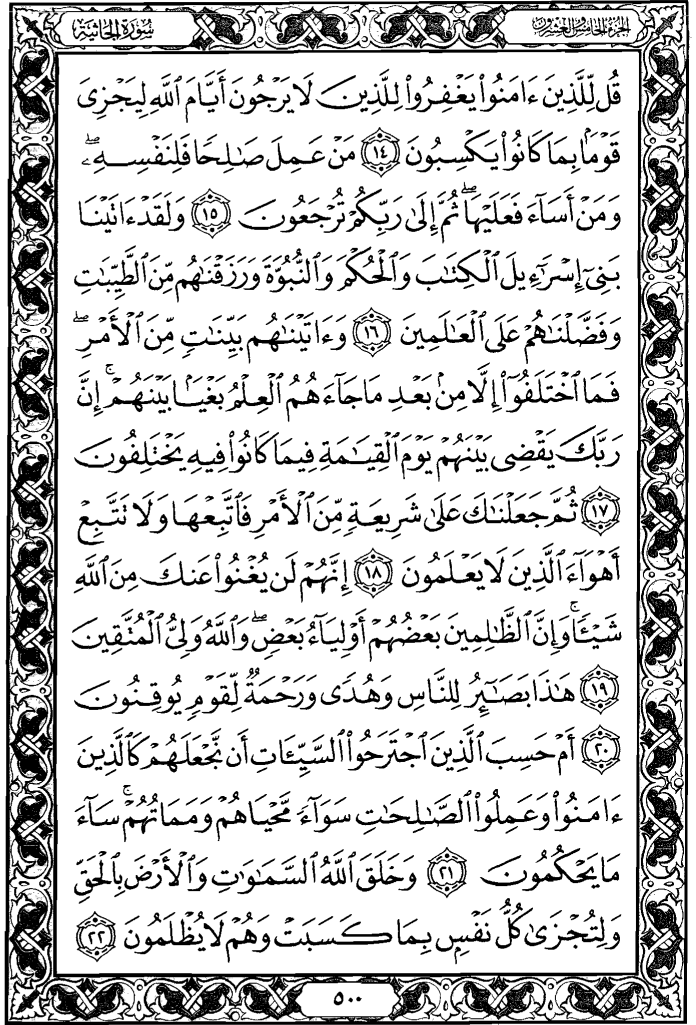 الجزء الخامس والعشرون
سُورَةُ الجَاثِيَة
قُل لِّلَّذِينَ ءَامَنُواْ يَغْفِرُواْ لِلَّذِينَ لَا يَرْجُونَ أَيَّامَ ٱللَّهِ لِيَجْزِىَ
قَوْمًۢا بِمَا كَانُواْ يَكْسِبُونَ ١٤ مَنْ عَمِلَ صَٰلِحًا فَلِنَفْسِهِۦۖ
وَمَنْ أَسَآءَ فَعَلَيْهَاۖ ثُمَّ إِلَىٰ رَبِّكُمْ تُرْجَعُونَ ١٥ وَلَقَدْ ءَاتَيْنَا
بَنِىٓ إِسْرَٰٓءِيلَ ٱلْكِتَٰبَ وَٱلْحُكْمَ وَٱلنُّبُوَّةَ وَرَزَقْنَٰهُم مِّنَ ٱلطَّيِّبَٰتِ
وَفَضَّلْنَٰهُمْ عَلَى ٱلْعَٰلَمِينَ ١٦ وَءَاتَيْنَٰهُم بَيِّنَٰتٍ مِّنَ ٱلْأَمْرِۖ
فَمَا ٱخْتَلَفُوٓاْ إِلَّا مِنۢ بَعْدِ مَا جَآءَهُمُ ٱلْعِلْمُ بَغْيًۢا بَيْنَهُمْۚ إِنَّ
رَبَّكَ يَقْضِى بَيْنَهُمْ يَوْمَ ٱلْقِيَٰمَةِ فِيمَا كَانُواْ فِيهِ يَخْتَلِفُونَ
١٧ ثُمَّ جَعَلْنَٰكَ عَلَىٰ شَرِيعَةٍ مِّنَ ٱلْأَمْرِ فَٱتَّبِعْهَا وَلَا تَتَّبِعْ
أَهْوَآءَ ٱلَّذِينَ لَا يَعْلَمُونَ ١٨ إِنَّهُمْ لَن يُغْنُواْ عَنكَ مِنَ ٱللَّهِ
شَيْـًٔاۚ وَإِنَّ ٱلظَّٰلِمِينَ بَعْضُهُمْ أَوْلِيَآءُ بَعْضٍۖ وَٱللَّهُ وَلِىُّ ٱلْمُتَّقِينَ
١٩ هَٰذَا بَصَٰٓئِرُ لِلنَّاسِ وَهُدًى وَرَحْمَةٌ لِّقَوْمٍ يُوقِنُونَ
٢٠ أَمْ حَسِبَ ٱلَّذِينَ ٱجْتَرَحُواْ ٱلسَّيِّـَٔاتِ أَن نَّجْعَلَهُمْ كَٱلَّذِينَ
ءَامَنُواْ وَعَمِلُواْ ٱلصَّٰلِحَٰتِ سَوَآءً مَّحْيَاهُمْ وَمَمَاتُهُمْۚ سَآءَ
مَا يَحْكُمُونَ ٢١ وَخَلَقَ ٱللَّهُ ٱلسَّمَٰوَٰتِ وَٱلْأَرْضَ بِٱلْحَقِّ
وَلِتُجْزَىٰ كُلُّ نَفْسٍۭ بِمَا كَسَبَتْ وَهُمْ لَا يُظْلَمُونَ ٢٢
٥٠٠